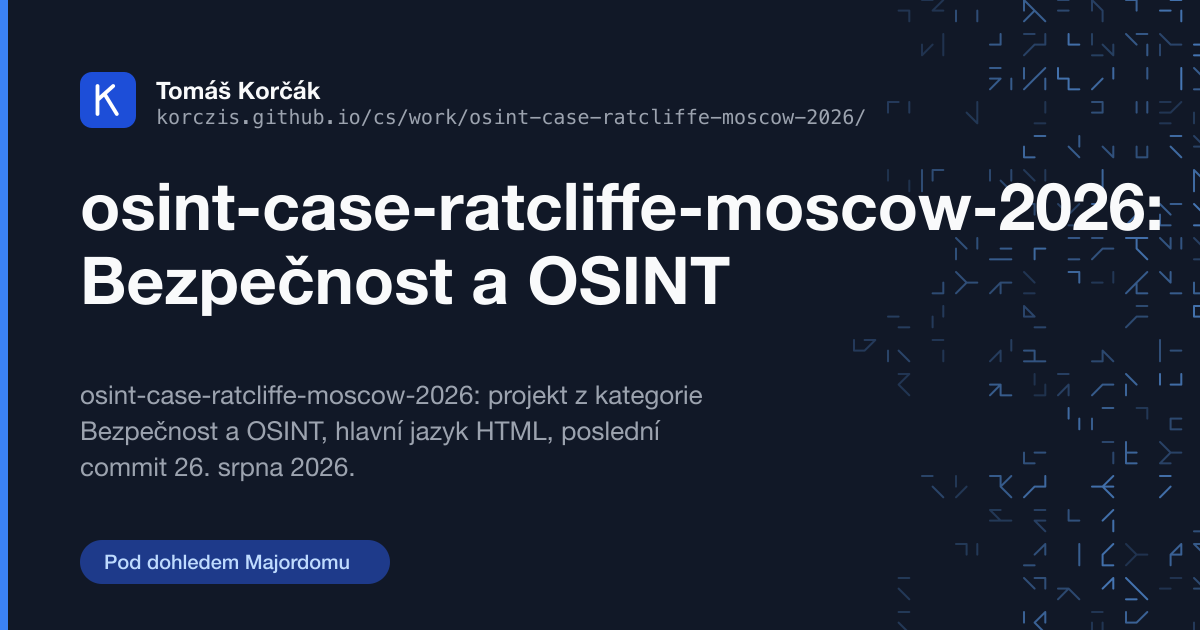 Tomáš Korčák
korczis.github.io/cs/work/osint-case-ratcliffe-moscow-2026/
osint-case-ratcliffe-moscow-2026:
Bezpečnost a OSINT
osint-case-ratcliffe-moscow-2026: projekt z kategorie
Bezpečnost a OSINT, hlavní jazyk HTML, poslední
commit 26. srpna 2026.
Pod dohledem Majordomu